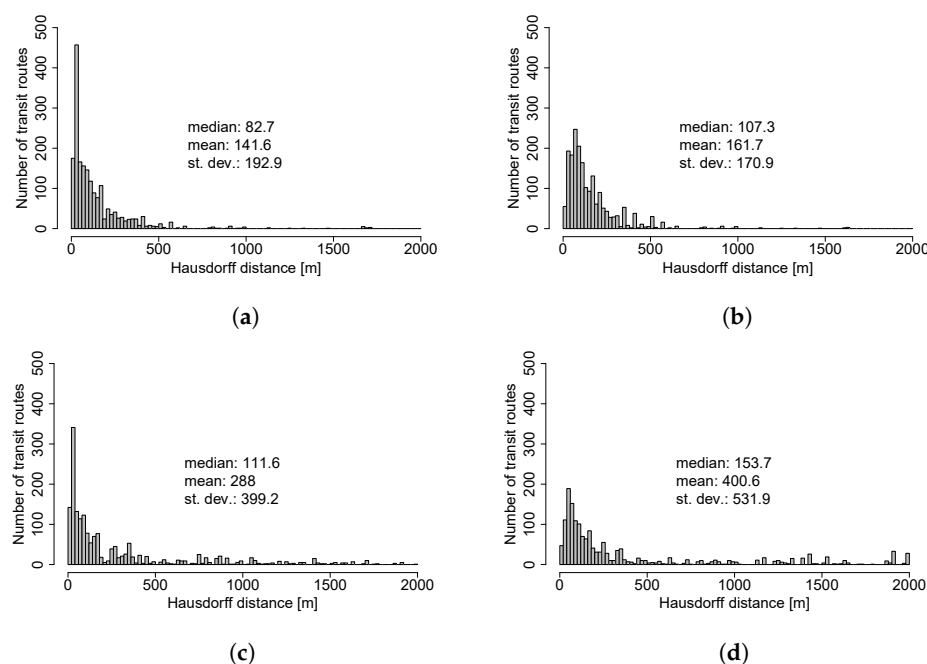 Number of transit routes
0 100 200 300 400 500
median: 82.7
mean: 141.6
st. dev.: 192.9
0 500 1000 1500 2000
Hausdorff distance [m]
(a)
Number of transit routes
0 100 200 300 400 500
median: 107.3
mean: 161.7
st. dev.: 170.9
0 500 1000 1500 2000
Hausdorff distance [m]
(b)
Number of transit routes
0 100 200 300 400 500
median: 111.6
mean: 288
st. dev.: 399.2
0 500 1000 1500 2000
Hausdorff distance [m]
(c)
Number of transit routes
0 100 200 300 400 500
median: 153.7
mean: 400.6
st. dev.: 531.9
0 500 1000 1500 2000
Hausdorff distance [m]
(d)